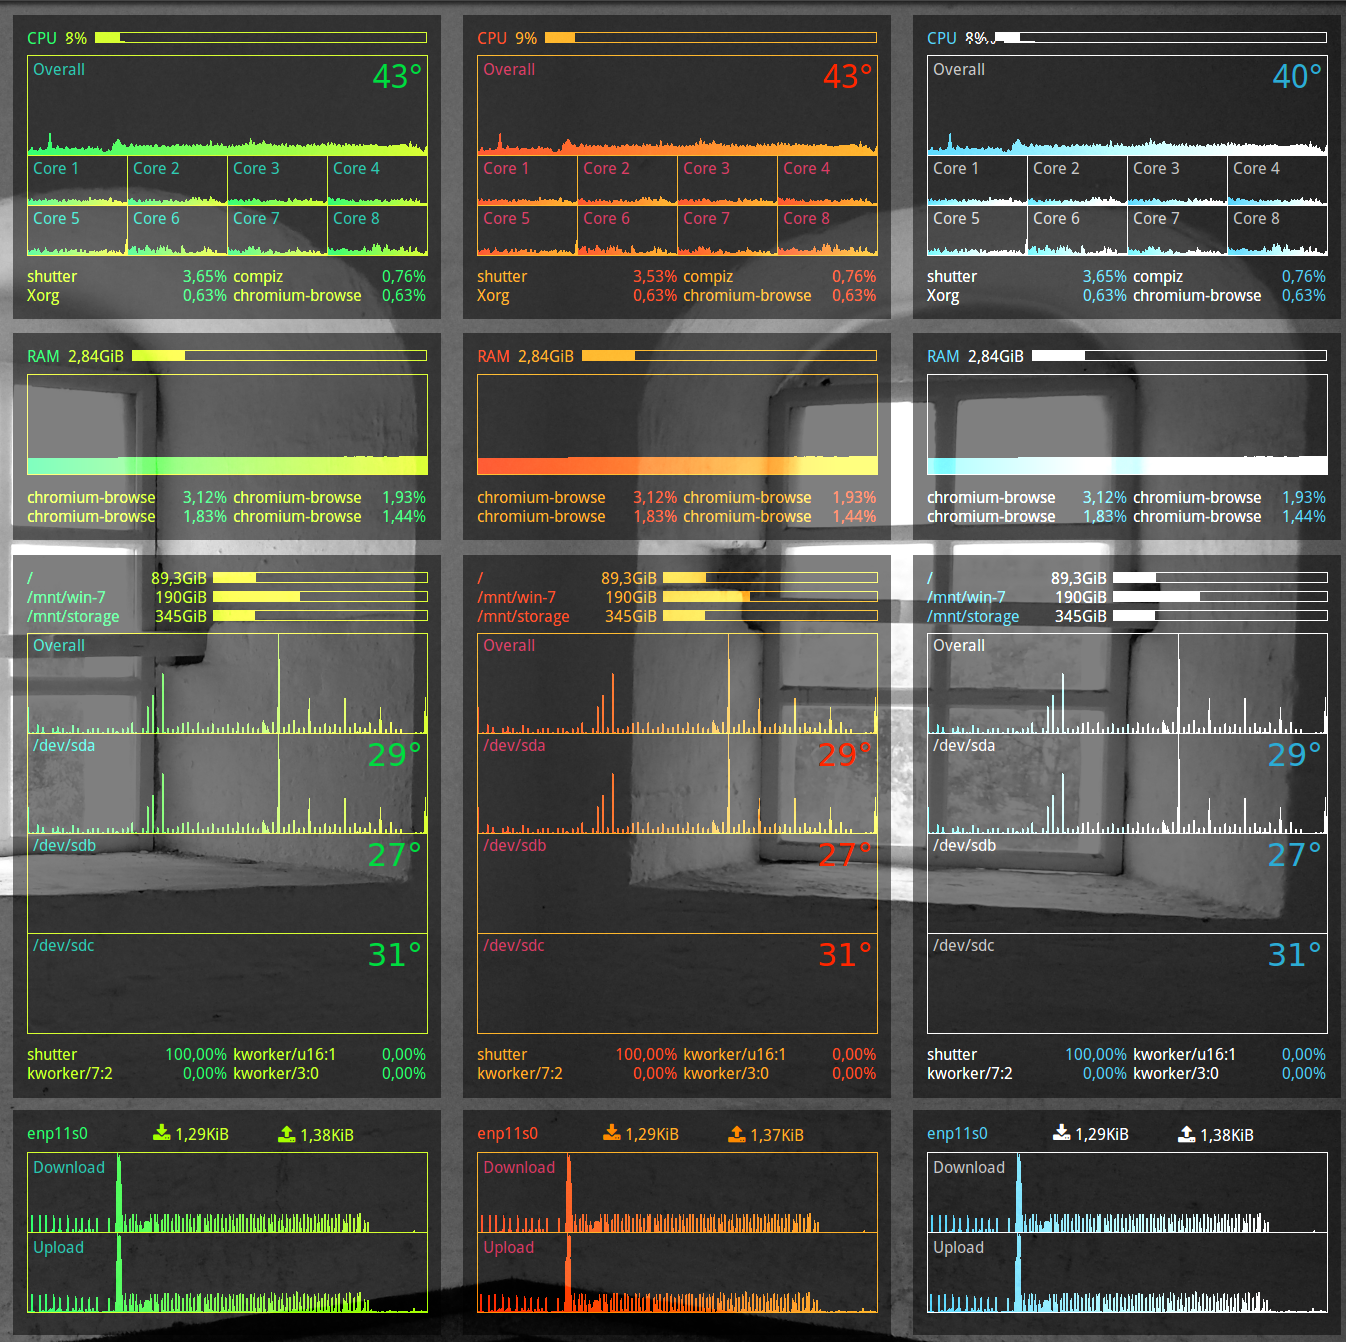 CPU 8%
Overall 43°
Core 1 Core 2 Core 3 Core 4
Core 5 Core 6 Core 7 Core 8
shutter 3,65% compiz 0,76%
Xorg 0,63% chromium-browse 0,63%
RAM 2,84GiB
chromium-browse 3,12% chromium-browse 1,93%
chromium-browse 1,83% chromium-browse 1,44%
/ 89,3GiB
/mnt/win-7 190GiB
/mnt/storage 345GiB
Overall
/dev/sda 29°
/dev/sdb 27°
/dev/sdc 31°
shutter 100,00% kworker/u16:1 0,00%
kworker/7:2 0,00% kworker/3:0 0,00%
enp11s0 1,29KiB 1,38KiB
Download
Upload
CPU 9%
Overall 43°
Core 1 Core 2 Core 3 Core 4
Core 5 Core 6 Core 7 Core 8
shutter 3,53% compiz 0,76%
Xorg 0,63% chromium-browse 0,63%
RAM 2,84GiB
chromium-browse 3,12% chromium-browse 1,93%
chromium-browse 1,83% chromium-browse 1,44%
/ 89,3GiB
/mnt/win-7 190GiB
/mnt/storage 345GiB
Overall
/dev/sda 29°
/dev/sdb 27°
/dev/sdc 31°
shutter 100,00% kworker/u16:1 0,00%
kworker/7:2 0,00% kworker/3:0 0,00%
enp11s0 1,29KiB 1,37KiB
Download
Upload
CPU 8%
Overall 40°
Core 1 Core 2 Core 3 Core 4
Core 5 Core 6 Core 7 Core 8
shutter 3,65% compiz 0,76%
Xorg 0,63% chromium-browse 0,63%
RAM 2,84GiB
chromium-browse 3,12% chromium-browse 1,93%
chromium-browse 1,83% chromium-browse 1,44%
/ 89,3GiB
/mnt/win-7 190GiB
/mnt/storage 345GiB
Overall
/dev/sda 29°
/dev/sdb 27°
/dev/sdc 31°
shutter 100,00% kworker/u16:1 0,00%
kworker/7:2 0,00% kworker/3:0 0,00%
enp11s0 1,29KiB 1,38KiB
Download
Upload